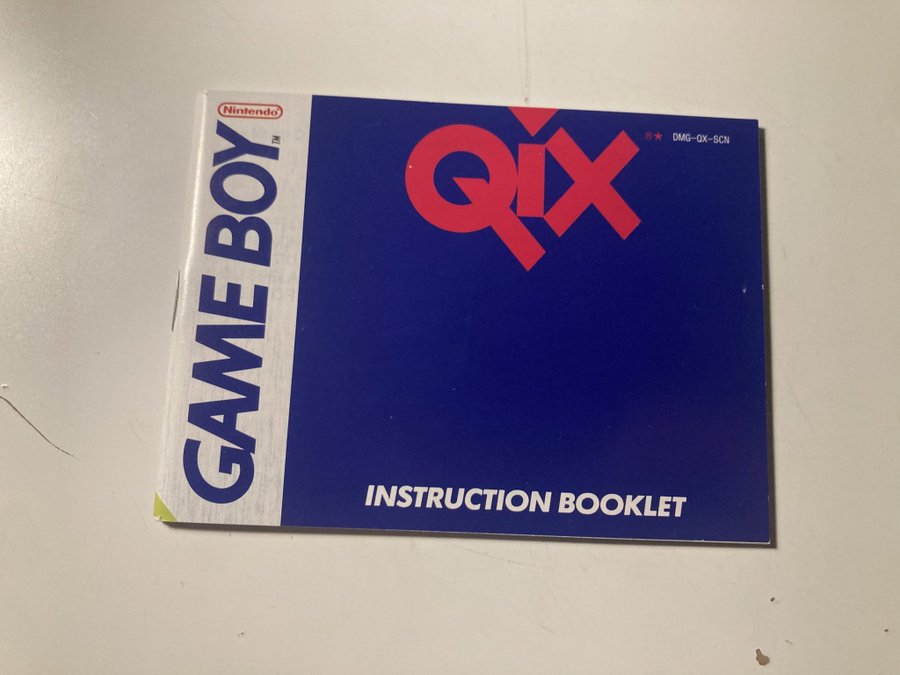 Nintendo®
GAME BOY™
Qix®*
DMG-QX-SCN
INSTRUCTION BOOKLET